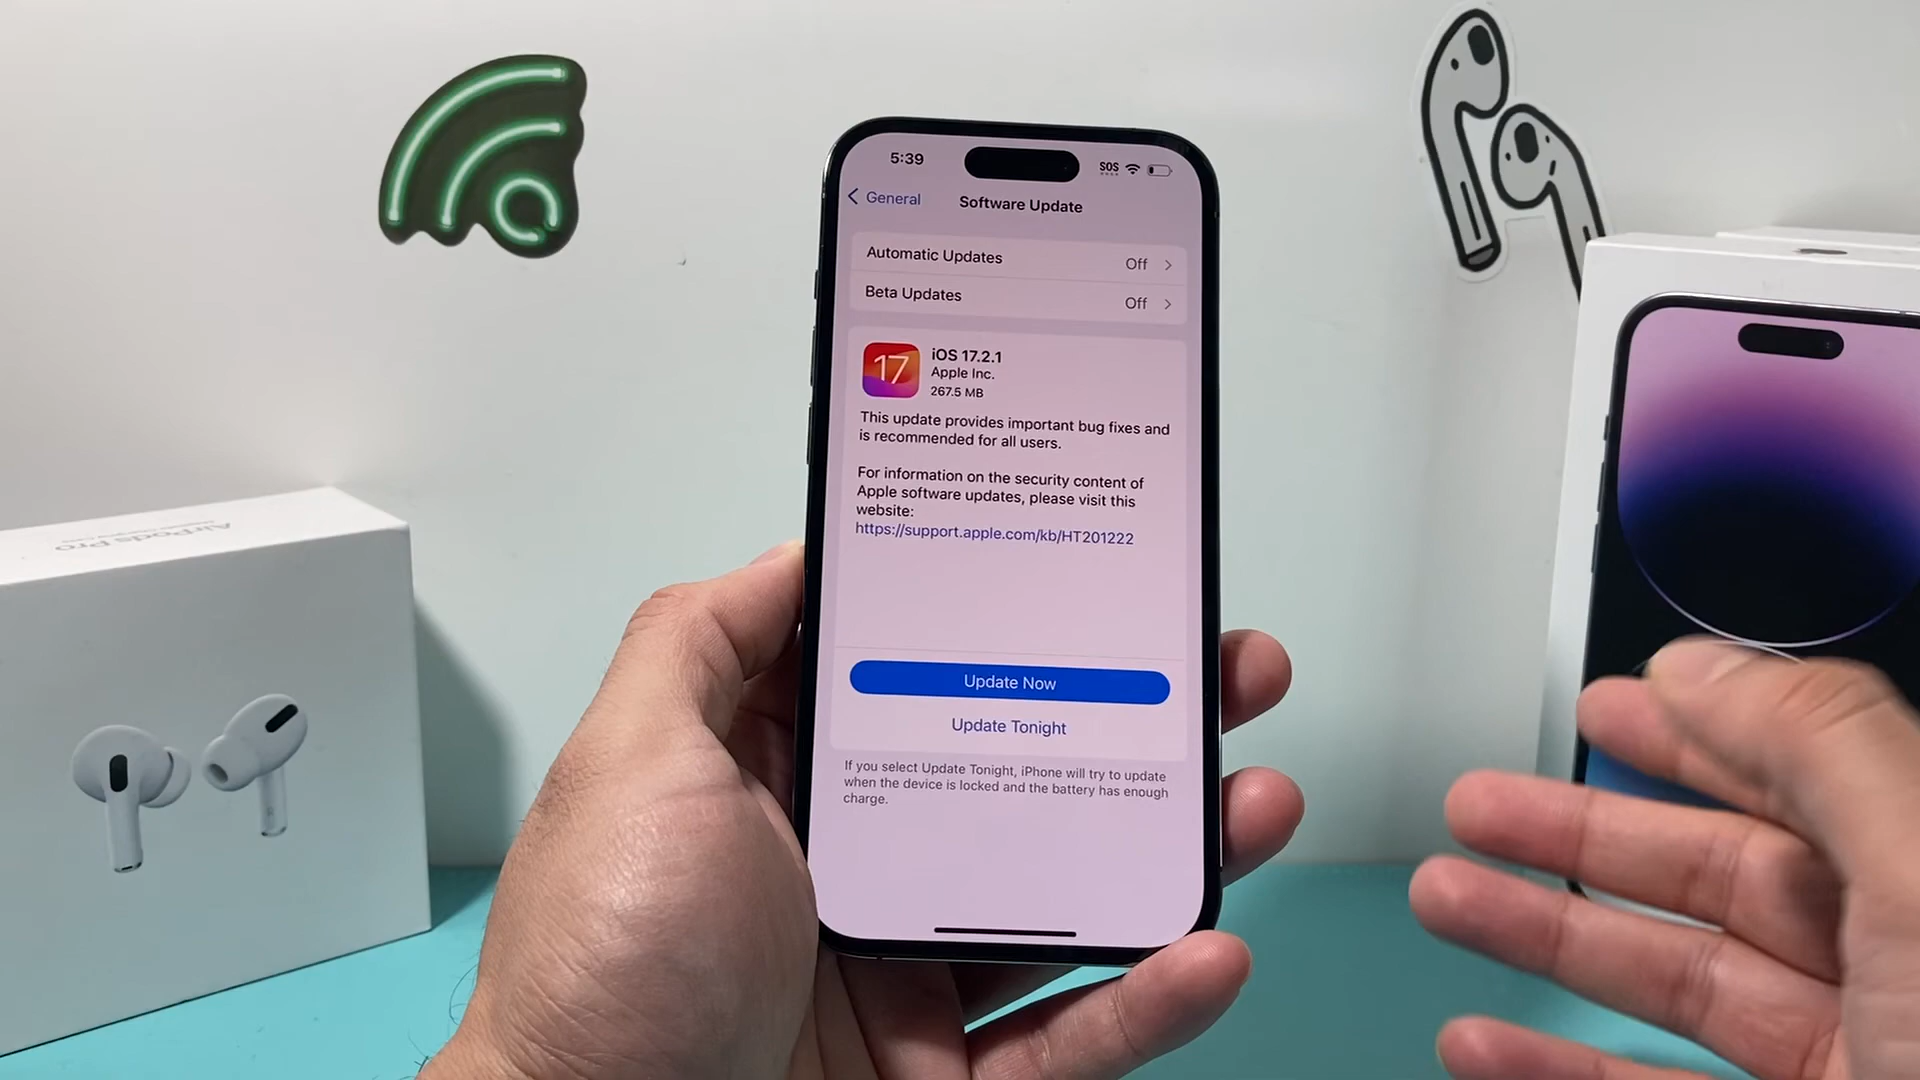 5:39
SOS
General
Software Update
Automatic Updates
Off
Beta Updates
Off
17
iOS 17.2.1
Apple Inc.
267.5 MB
This update provides important bug fixes and
is recommended for all users.
For information on the security content of
Apple software updates, please visit this
website:
https://support.apple.com/kb/HT201222
Update Now
Update Tonight
If you select Update Tonight, iPhone will try to update
when the device is locked and the battery has enough
charge.
AirPods Pro